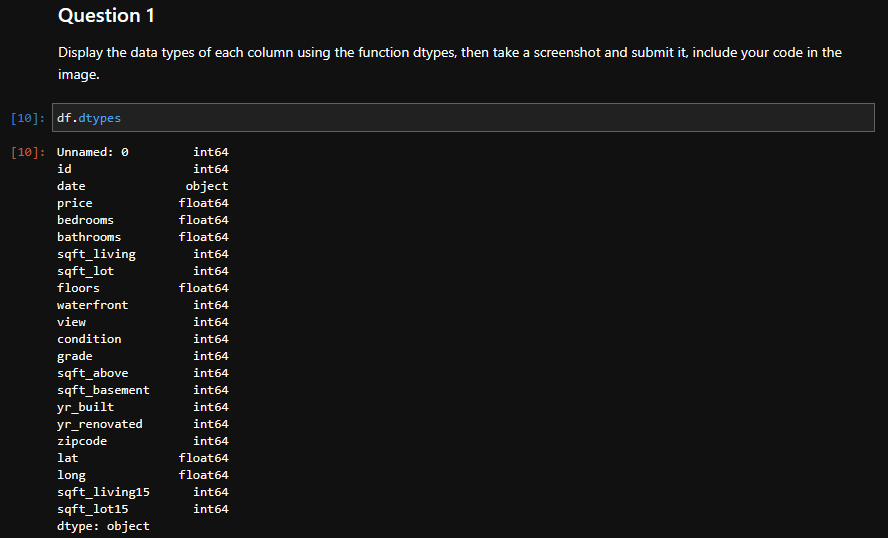 Question 1
Display the data types of each column using the function dtypes, then take a screenshot and submit it, include your code in the
image.
[10]: df.dtypes
[10]: Unnamed: 0 int64
id int64
date object
price float64
bedrooms float64
bathrooms float64
sqft_living int64
sqft_lot int64
floors float64
waterfront int64
view int64
condition int64
grade int64
sqft_above int64
sqft_basement int64
yr_built int64
yr_renovated int64
zipcode int64
lat float64
long float64
sqft_living15 int64
sqft_lot15 int64
dtype: object